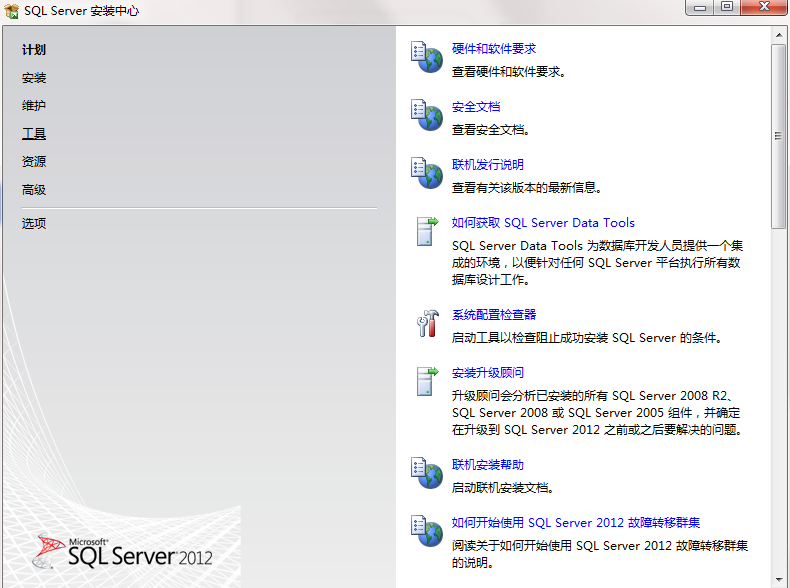 SQL Server 安装中心
计划
安装
维护
工具
资源
高级
选项
硬件和软件要求
查看硬件和软件要求。
安全文档
查看安全文档。
联机发行说明
查看有关该版本的最新信息。
如何获取 SQL Server Data Tools
SQL Server Data Tools 为数据库开发人员提供一个集
成的环境，以便针对任何 SQL Server 平台执行所有数
据库设计工作。
系统配置检查器
启动工具以检查阻止成功安装 SQL Server 的条件。
安装升级顾问
升级顾问会分析已安装的所有 SQL Server 2008 R2、
SQL Server 2008 或 SQL Server 2005 组件，并确定
在升级到 SQL Server 2012 之前或之后要解决的问题。
联机安装帮助
启动联机安装文档。
如何开始使用 SQL Server 2012 故障转移群集
阅读关于如何开始使用 SQL Server 2012 故障转移群集
的说明。
Microsoft®
SQL Server 2012